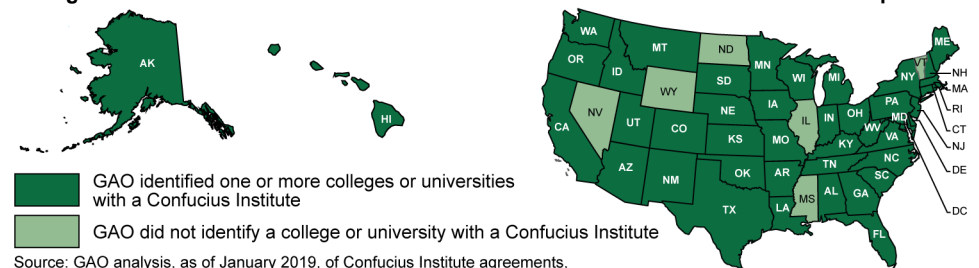 AK
HI
WA
OR
CA
NV
ID
MT
WY
UT
AZ
CO
NM
ND
SD
NE
KS
OK
TX
MN
IA
MO
AR
LA
WI
IL
MS
MI
IN
KY
TN
AL
OH
WV
GA
FL
SC
NC
VA
MD
PA
NY
VT
ME
NH
MA
RI
CT
NJ
DE
DC
GAO identified one or more colleges or universities
with a Confucius Institute
GAO did not identify a college or university with a Confucius Institute
Source: GAO analysis, as of January 2019, of Confucius Institute agreements.